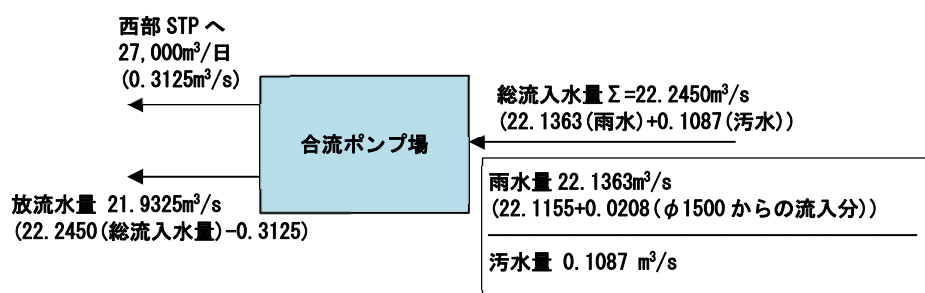 西部 STP へ
27,000m³/日
(0.3125m³/s)
総流入水量Σ=22.2450m³/s
(22.1363(雨水)+0.1087(汚水))
合流ポンプ場
雨水量 22.1363m³/s
(22.1155+0.0208(φ1500 からの流入分))
放流水量 21.9325m³/s
(22.2450(総流入水量)-0.3125)
汚水量 0.1087 m³/s